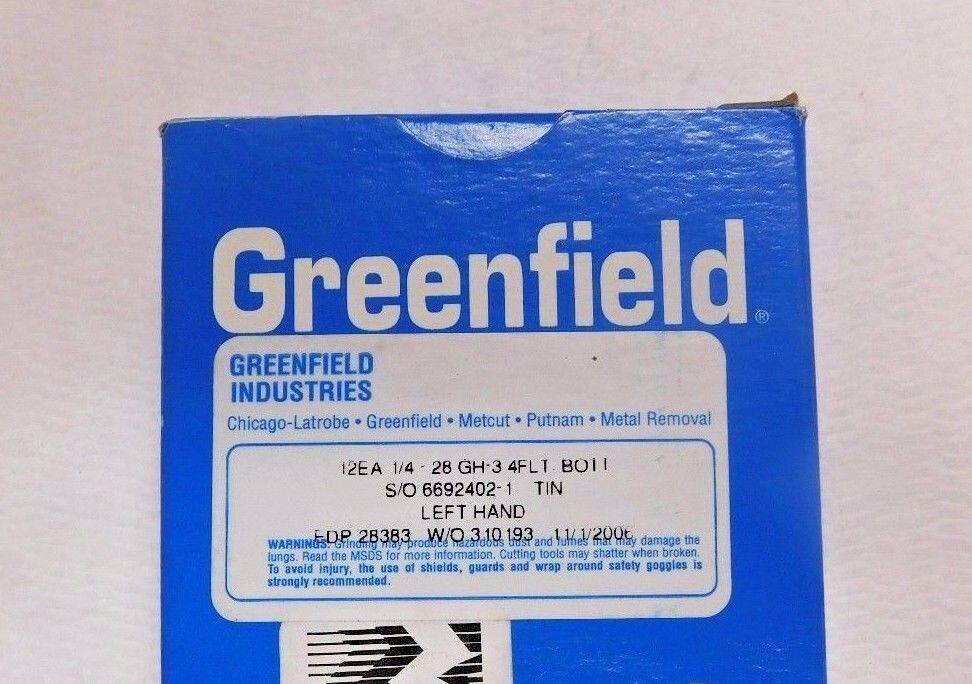 Greenfield®
GREENFIELD
INDUSTRIES
Chicago-Latrobe • Greenfield • Metcut • Putnam • Metal Removal
12EA 1/4 - 28 GH-3 4FLT. BOTT
S/O 6692402-1 TIN
LEFT HAND
EDP 28383 W/O 310193 11/1/2006
WARNINGS: Grinding may produce hazardous dust and fumes that may damage the
lungs. Read the MSDS for more information. Cutting tools may shatter when broken.
To avoid injury, the use of shields, guards and wrap around safety goggles is
strongly recommended.